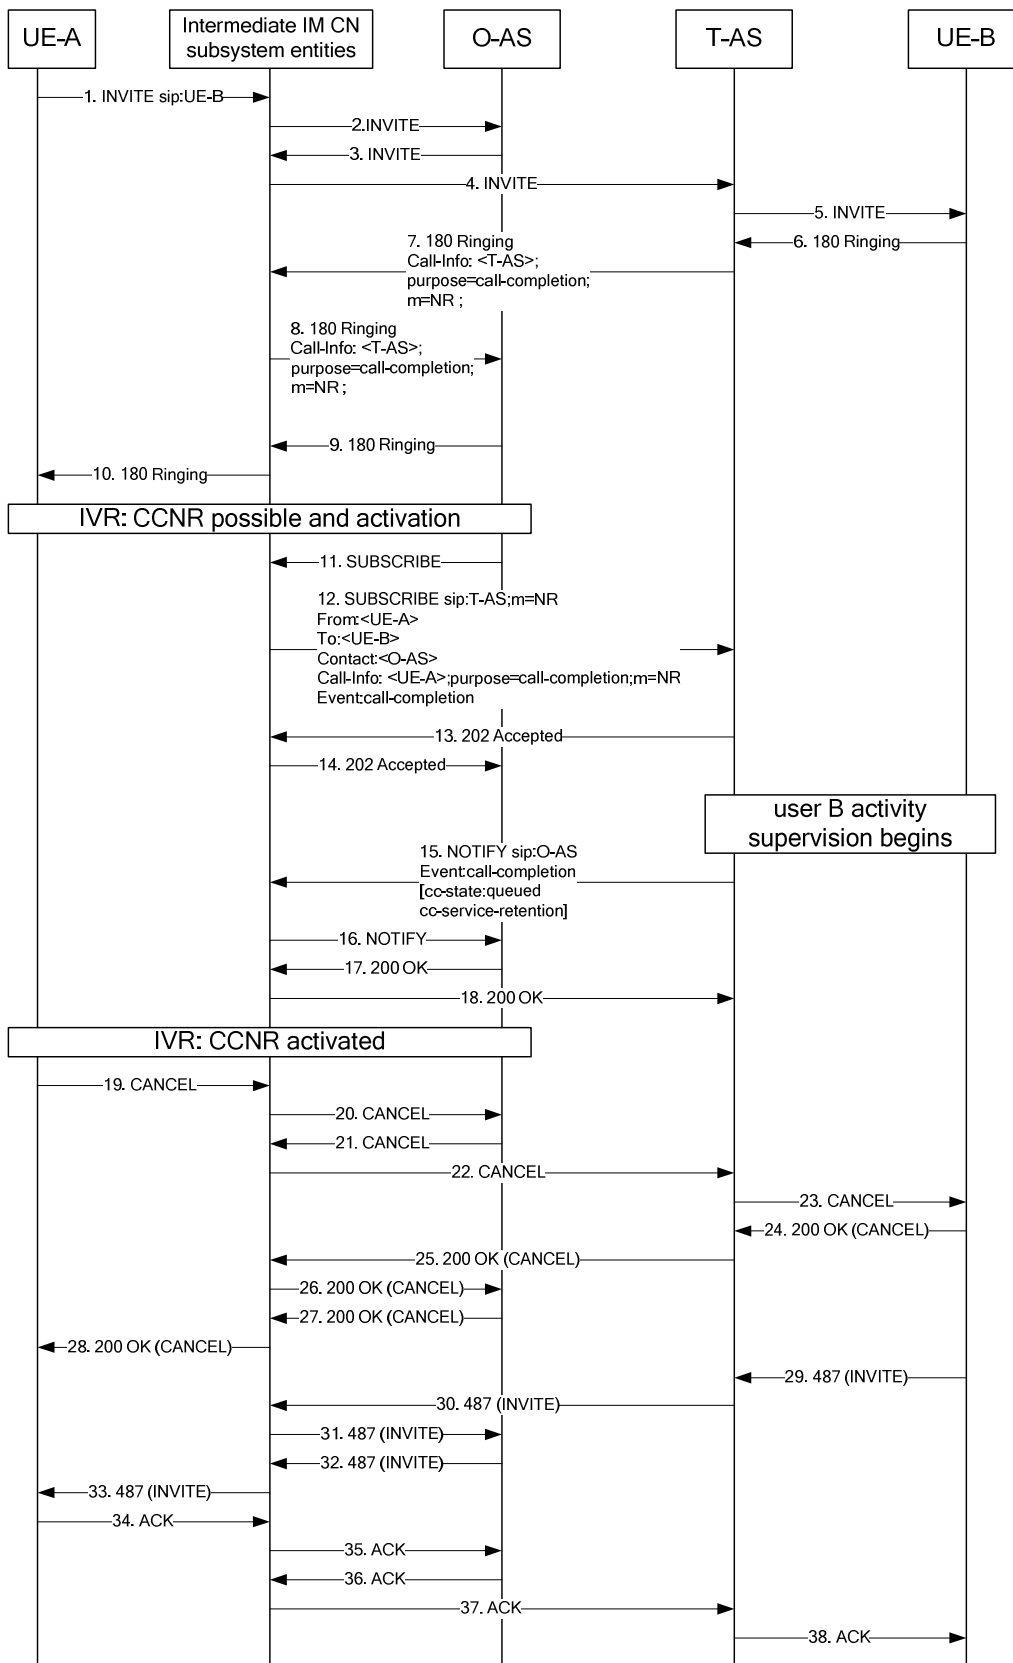 UE-A
Intermediate IM CN
subsystem entities
O-AS
T-AS
UE-B
1. INVITE sip:UE-B
2.INVITE
3. INVITE
4. INVITE
5. INVITE
6. 180 Ringing
7. 180 Ringing
Call-Info: <T-AS>;
purpose=call-completion;
m=NR ;
8. 180 Ringing
Call-Info: <T-AS>;
purpose=call-completion;
m=NR ;
9. 180 Ringing
10. 180 Ringing
IVR: CCNR possible and activation
11. SUBSCRIBE
12. SUBSCRIBE sip:T-AS;m=NR
From:<UE-A>
To:<UE-B>
Contact:<O-AS>
Call-Info: <UE-A>;purpose=call-completion;m=NR
Event:call-completion
13. 202 Accepted
14. 202 Accepted
user B activity
supervision begins
15. NOTIFY sip:O-AS
Event:call-completion
[cc-state:queued
cc-service-retention]
16. NOTIFY
17. 200 OK
18. 200 OK
IVR: CCNR activated
19. CANCEL
20. CANCEL
21. CANCEL
22. CANCEL
23. CANCEL
24. 200 OK (CANCEL)
25. 200 OK (CANCEL)
26. 200 OK (CANCEL)
27. 200 OK (CANCEL)
28. 200 OK (CANCEL)
29. 487 (INVITE)
30. 487 (INVITE)
31. 487 (INVITE)
32. 487 (INVITE)
33. 487 (INVITE)
34. ACK
35. ACK
36. ACK
37. ACK
38. ACK